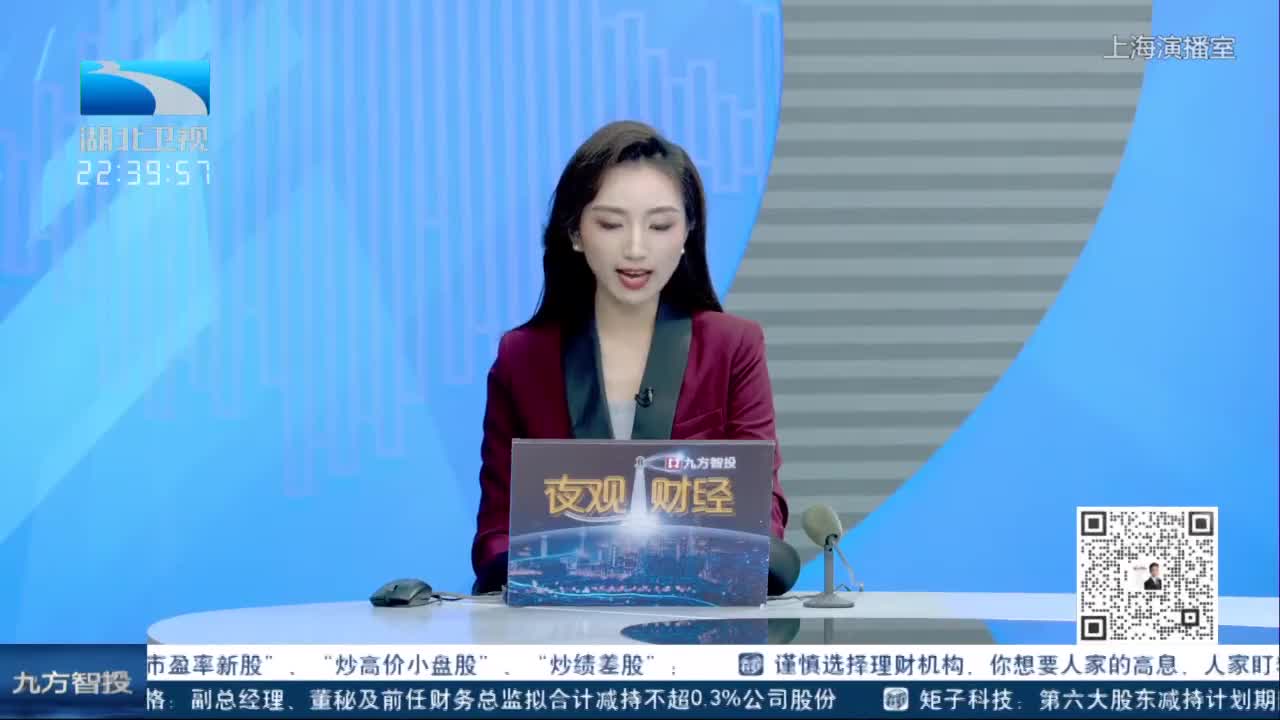 上海演播室
湖北卫视
22:39:57
九方智投
夜观财经
九方智投
市盈率新股”、“炒高价小盘股”、“炒绩差股”； 谨慎选择理财机构，你想要人家的高息，人家盯
格：副总经理、董秘及前任财务总监拟合计减持不超0.3%公司股份 矩子科技：第六大股东减持计划期